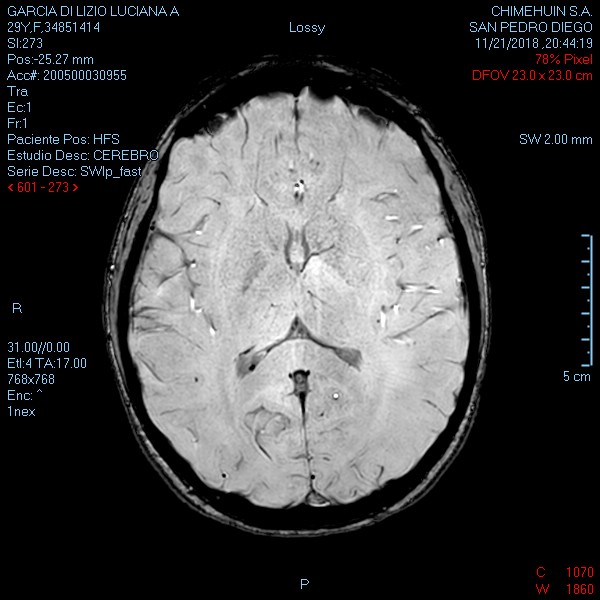 GARCIA DI LIZIO LUCIANA A
29Y,F,34851414
Sl:273
Pos:-25.27 mm
Acc#: 200500030955
Tra
Ec:1
Fr:1
Paciente Pos: HFS
Estudio Desc: CEREBRO
Serie Desc: SWIp_fast
< 601 - 273 >
Lossy
CHIMEHUIN S.A.
SAN PEDRO DIEGO
11/21/2018 ,20:44:19
78% Pixel
DFOV 23.0 x 23.0 cm
SW 2.00 mm
R
31.00//0.00
Etl:4 TA:17.00
768x768
Enc: ^
1nex
5 cm
P
C 1070
W 1860